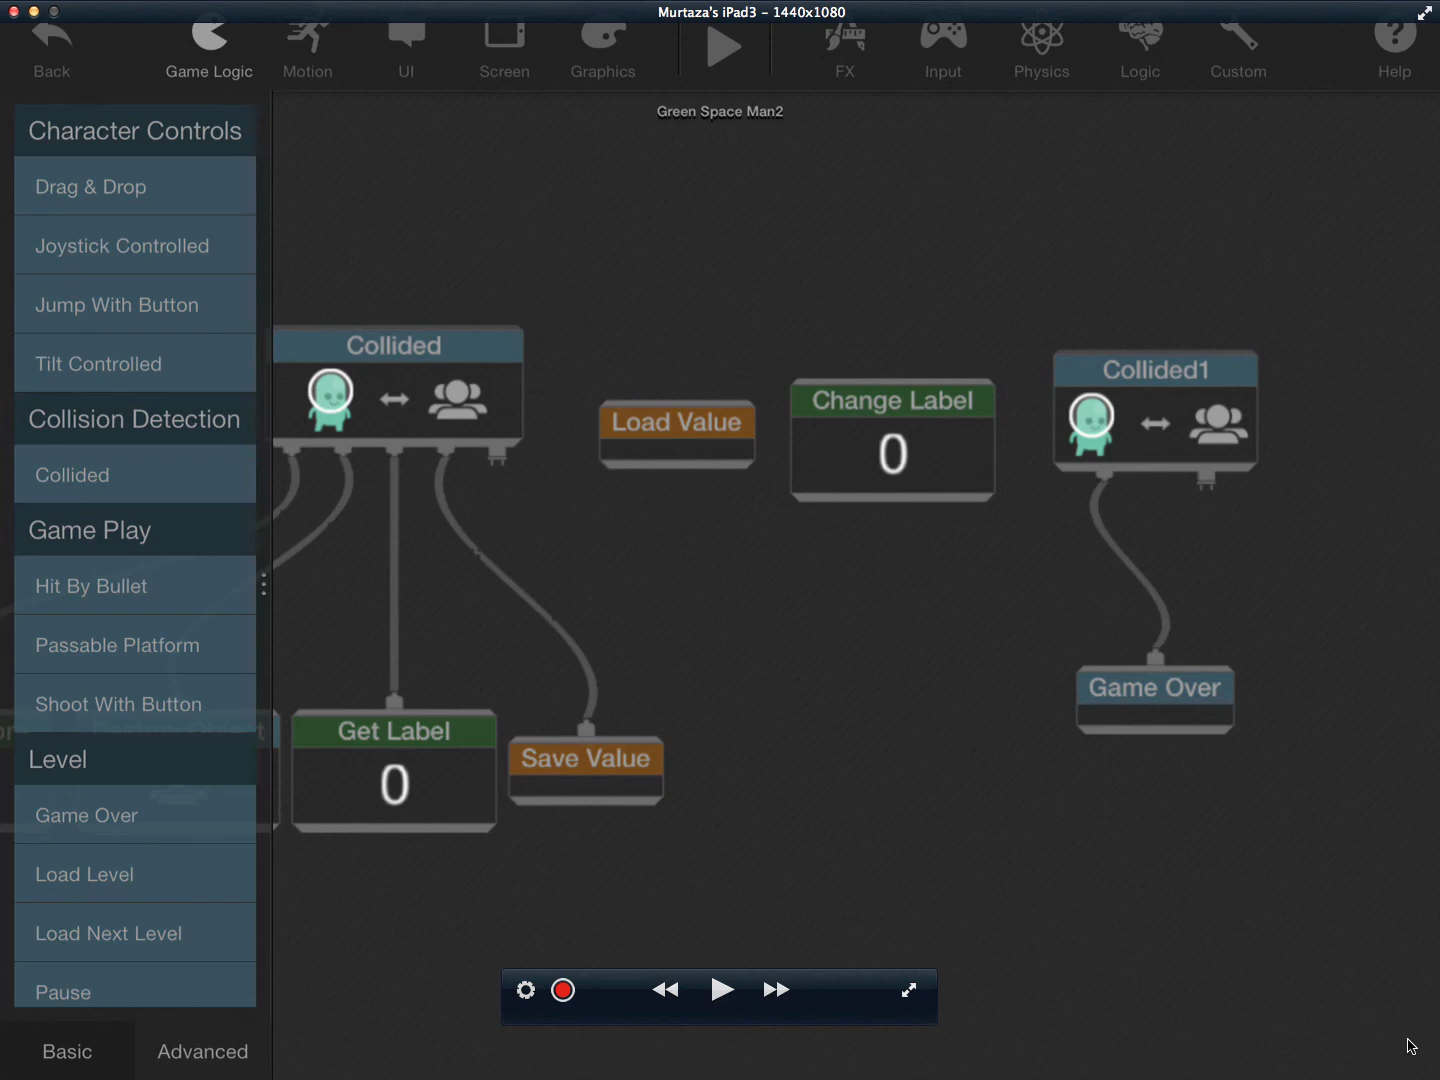 Murtaza's iPad3 – 1440x1080
Back
Game Logic
Motion
UI
Screen
Graphics
FX
Input
Physics
Logic
Custom
Help
Green Space Man2
Character Controls
Drag & Drop
Joystick Controlled
Jump With Button
Tilt Controlled
Collision Detection
Collided
Game Play
Hit By Bullet
Passable Platform
Shoot With Button
Level
Game Over
Load Level
Load Next Level
Pause
Basic
Advanced
Collided
Load Value
Change Label
0
Collided1
Game Over
Get Label
0
Save Value